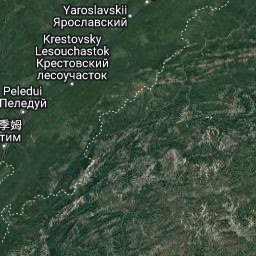 Yaroslavskii
Ярославский
Krestovsky
Lesouchastok
Крестовский
лесоучасток
Peledui
Пеледуй
季姆
тим